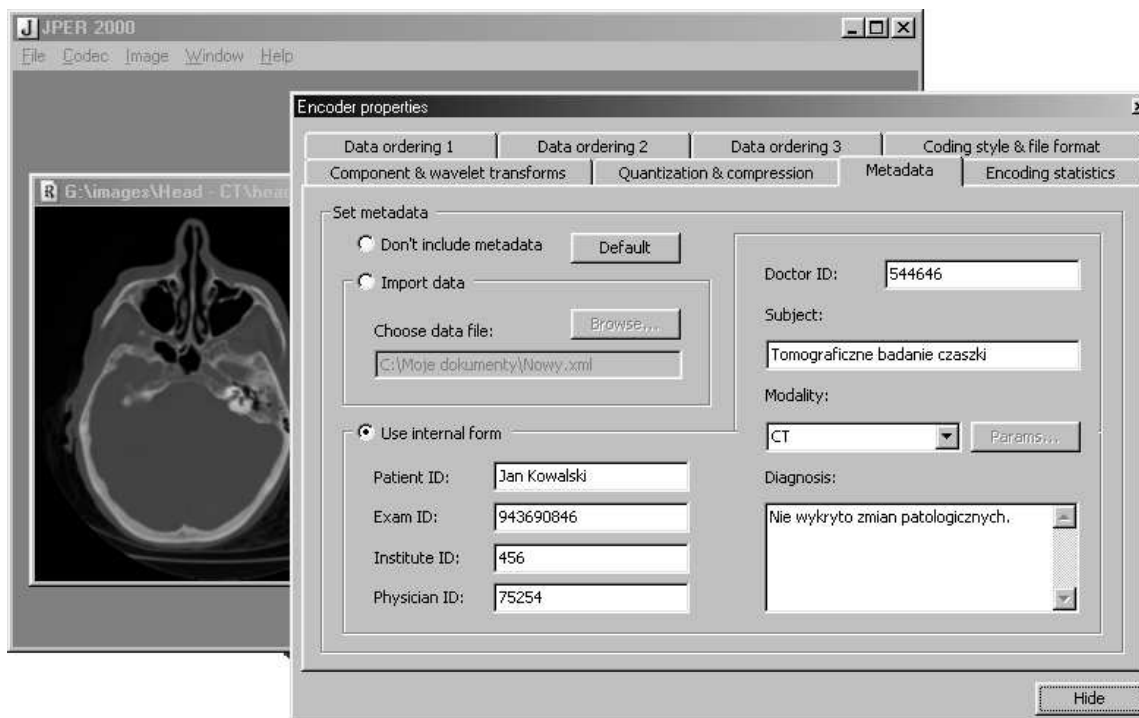 JPER 2000
File Codec Image Window Help
Encoder properties
Data ordering 1 Data ordering 2 Data ordering 3 Coding style & file format
Component & wavelet transforms Quantization & compression Metadata Encoding statistics
G:\images\Head - CT\head
Set metadata
Don't include metadata Default
Import data
Choose data file: Browse...
C:\Moje dokumenty\Nowy.xml
Use internal form
Patient ID: Jan Kowalski
Exam ID: 943690846
Institute ID: 456
Physician ID: 75254
Doctor ID: 544646
Subject:
Tomograficzne badanie czaszki
Modality:
CT Params...
Diagnosis:
Nie wykryto zmian patologicznych.
Hide